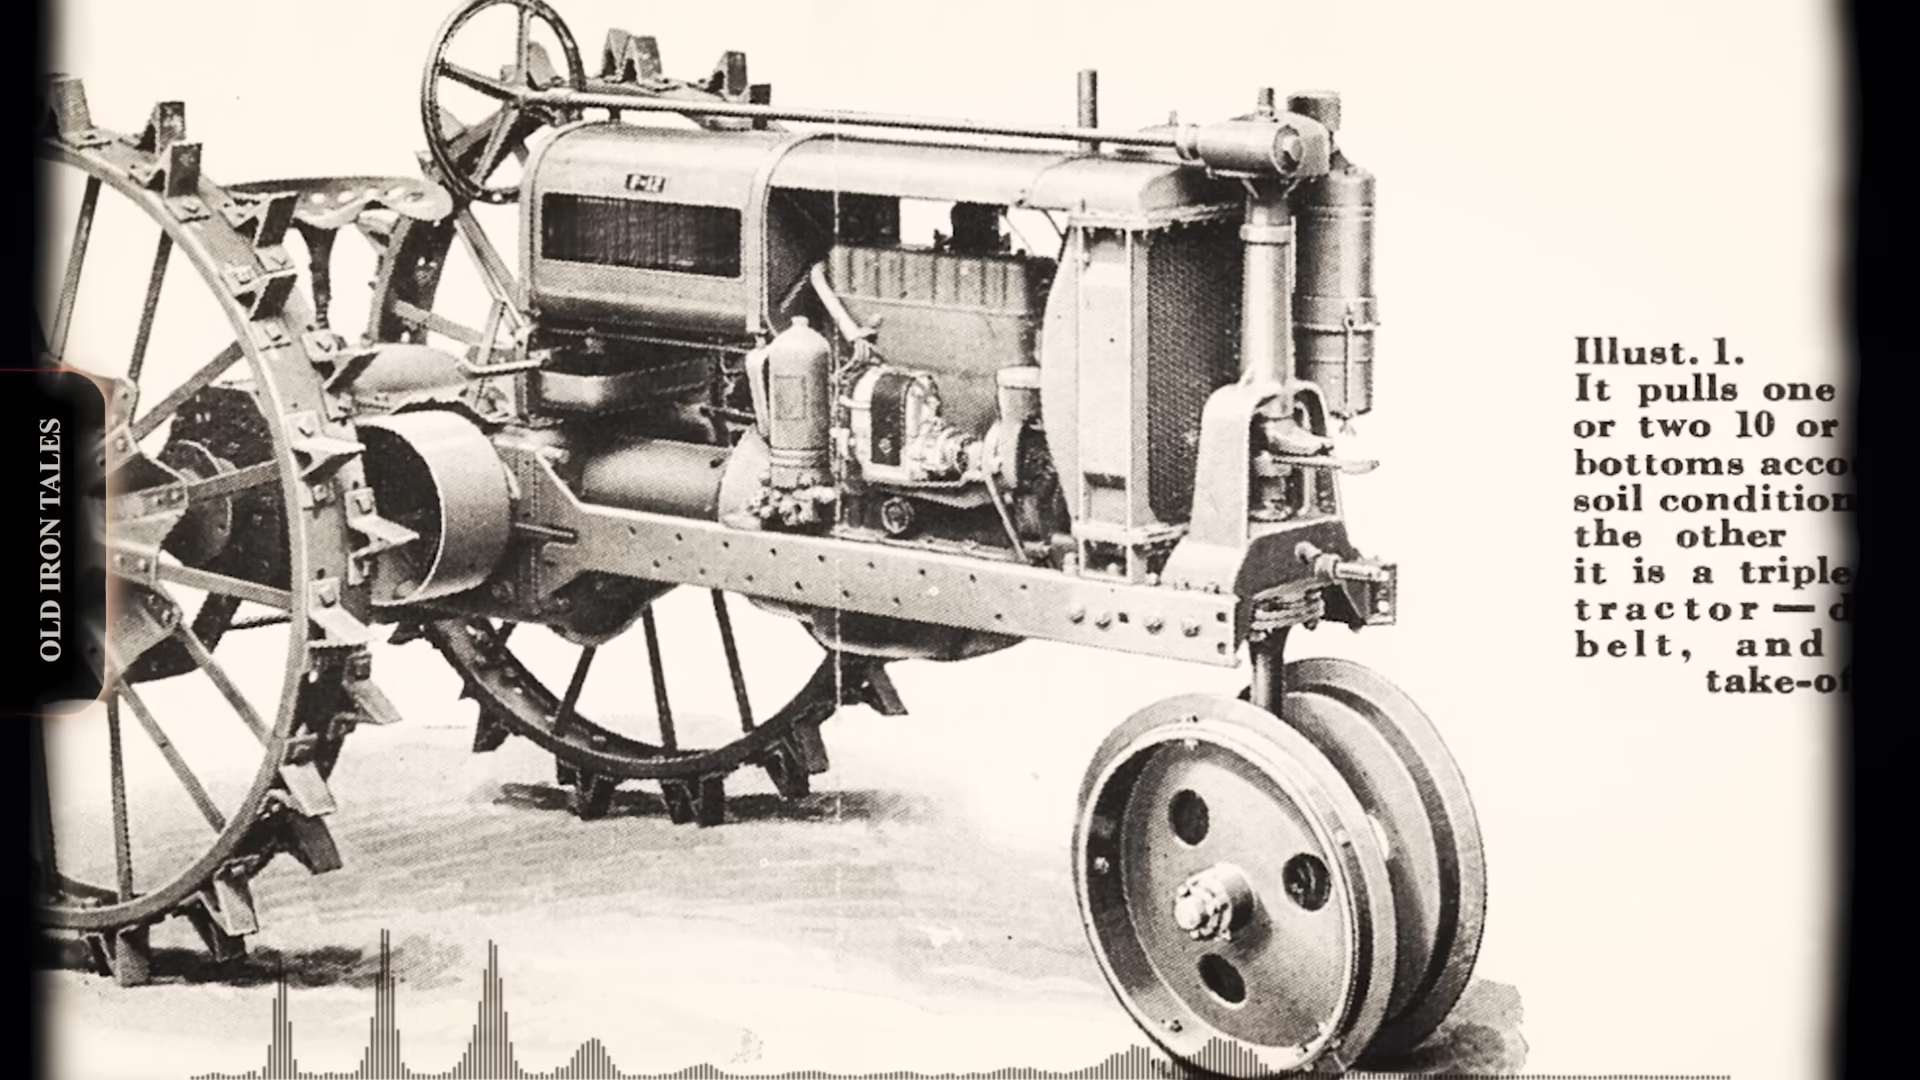 OLD IRON TALES
F-12
Illust. 1.
It pulls one
or two 10 or
bottoms acco
soil condition
the other
it is a triple
tractor — d
belt, and
take-of